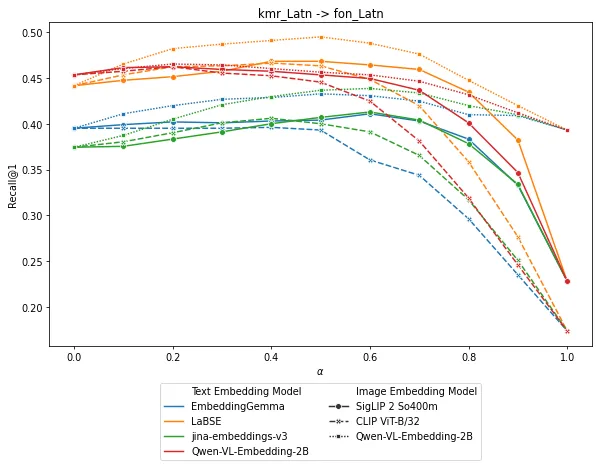 kmr_Latn -> fon_Latn
0.50
0.45
0.40
0.35
0.30
0.25
0.20
Recall@1
0.0 0.2 0.4 0.6 0.8 1.0
α
Text Embedding Model Image Embedding Model
EmbeddingGemma SigLIP 2 So400m
LaBSE CLIP ViT-B/32
jina-embeddings-v3 Qwen-VL-Embedding-2B
Qwen-VL-Embedding-2B